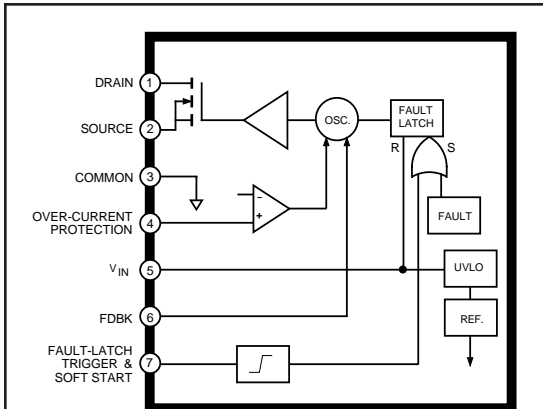 DRAIN
1
SOURCE
2
COMMON
3
OVER-CURRENT
PROTECTION
4
VIN
5
FDBK
6
FAULT-LATCH
TRIGGER &
SOFT START
7
OSC.
FAULT
LATCH
R
S
–
+
FAULT
UVLO
REF.